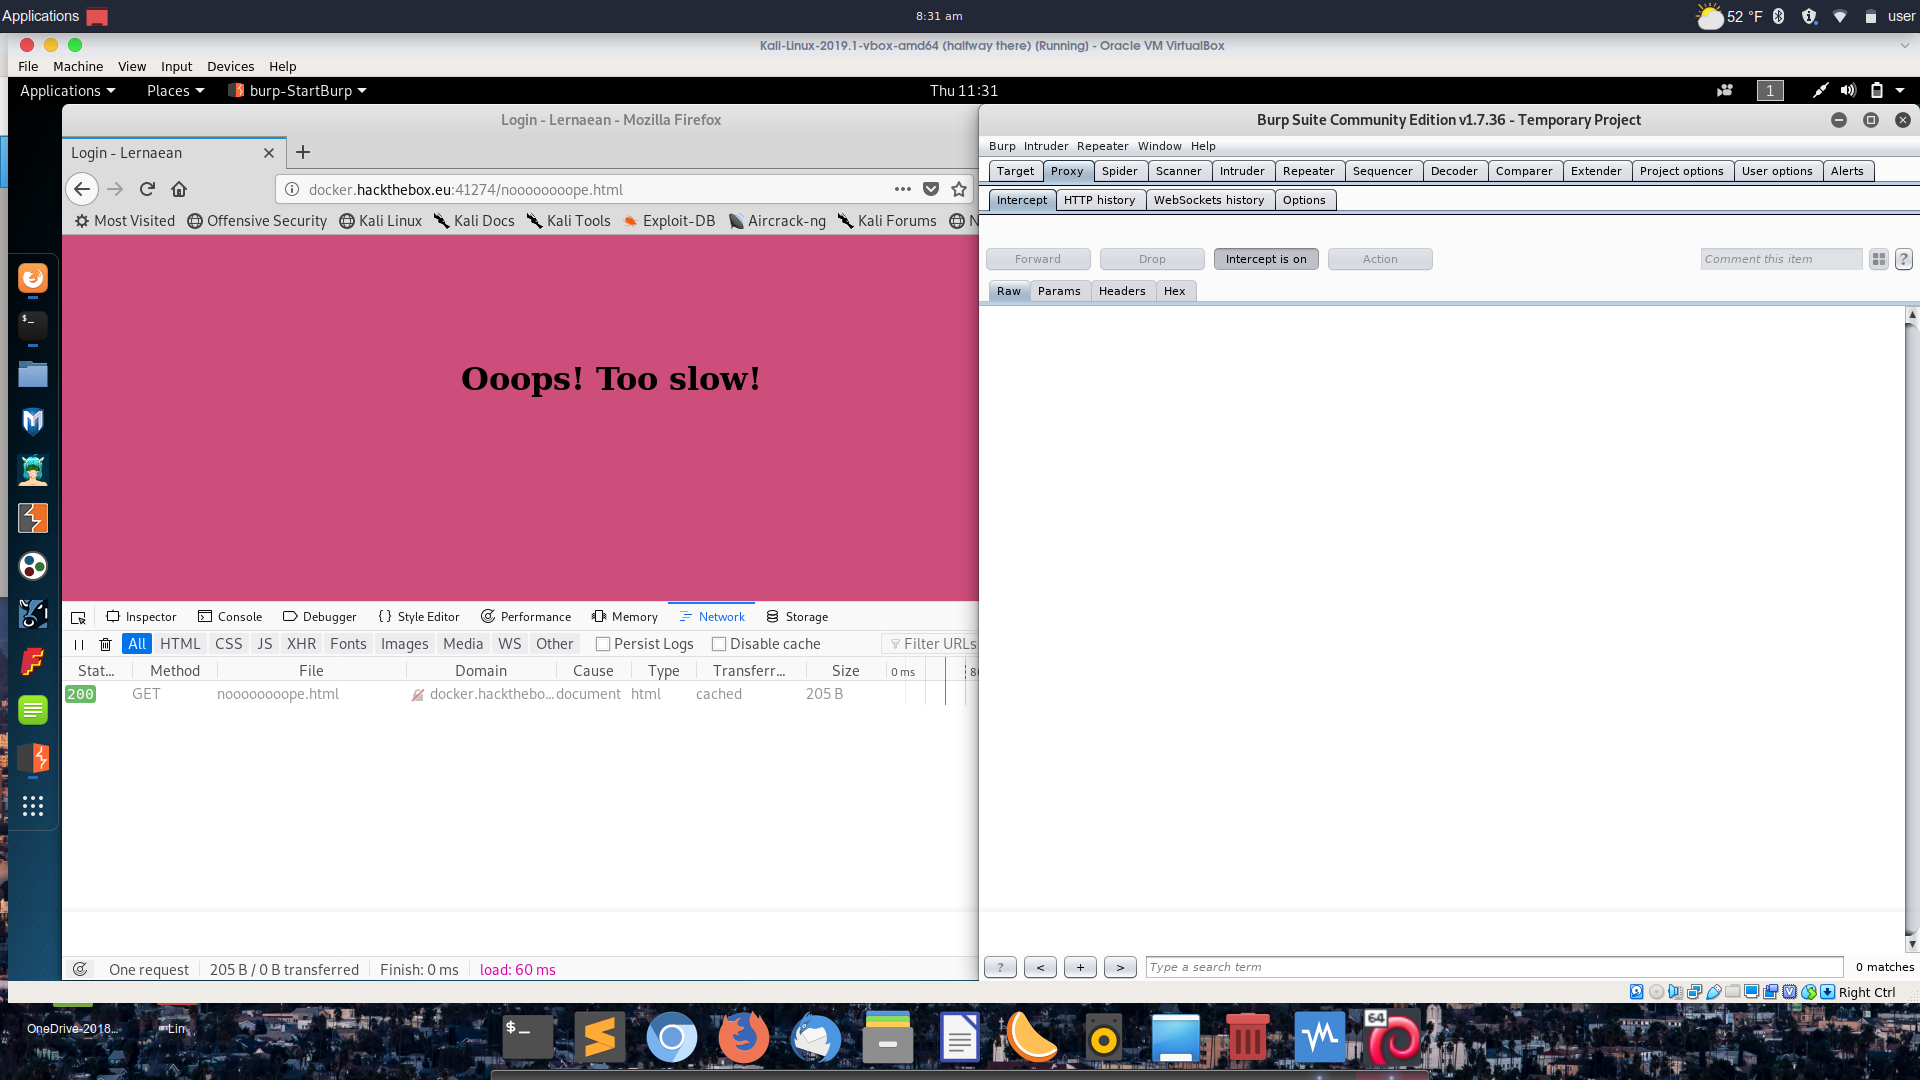 Applications
8:31 am
52 °F
user
Kali-Linux-2019.1-vbox-amd64 (halfway there) [Running] - Oracle VM VirtualBox
File Machine View Input Devices Help
Applications Places burp-StartBurp Thu 11:31 1
Login - Lernaean - Mozilla Firefox
Login - Lernaean
docker.hackthebox.eu:41274/noooooooope.html
Most Visited Offensive Security Kali Linux Kali Docs Kali Tools Exploit-DB Aircrack-ng Kali Forums N
Ooops! Too slow!
Inspector Console Debugger Style Editor Performance Memory Network Storage
All HTML CSS JS XHR Fonts Images Media WS Other Persist Logs Disable cache Filter URLs
Stat... Method File Domain Cause Type Transferr... Size 0 ms 80
200 GET noooooooope.html docker.hackthebo... document html cached 205 B
One request 205 B / 0 B transferred Finish: 0 ms load: 60 ms
Burp Suite Community Edition v1.7.36 - Temporary Project
Burp Intruder Repeater Window Help
Target Proxy Spider Scanner Intruder Repeater Sequencer Decoder Comparer Extender Project options User options Alerts
Intercept HTTP history WebSockets history Options
Forward Drop Intercept is on Action Comment this item ?
Raw Params Headers Hex
? < + > Type a search term 0 matches
Right Ctrl
OneDrive-2018... Lin
$_
64